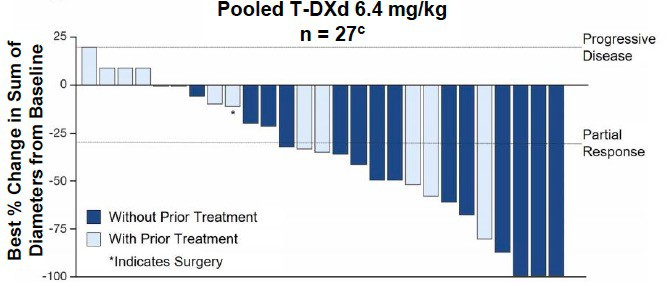 Pooled T-DXd 6.4 mg/kg
n = 27c
Best % Change in Sum of
Diameters from Baseline
25
0
-25
-50
-75
-100
Progressive
Disease
Partial
Response
*
Without Prior Treatment
With Prior Treatment
*Indicates Surgery